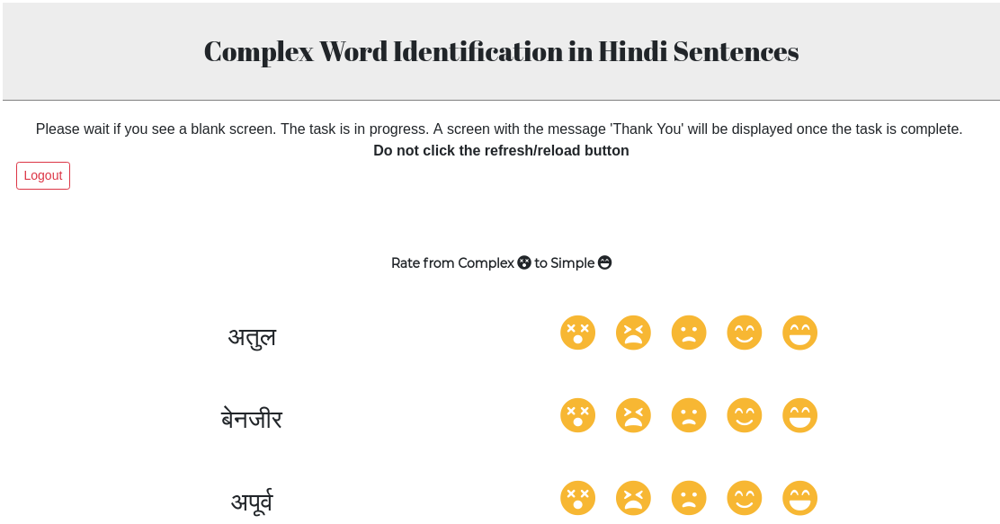 Complex Word Identification in Hindi Sentences
Please wait if you see a blank screen. The task is in progress. A screen with the message 'Thank You' will be displayed once the task is complete.
Do not click the refresh/reload button
Logout
Rate from Complex to Simple
अतुल
बेनजीर
अपूर्व